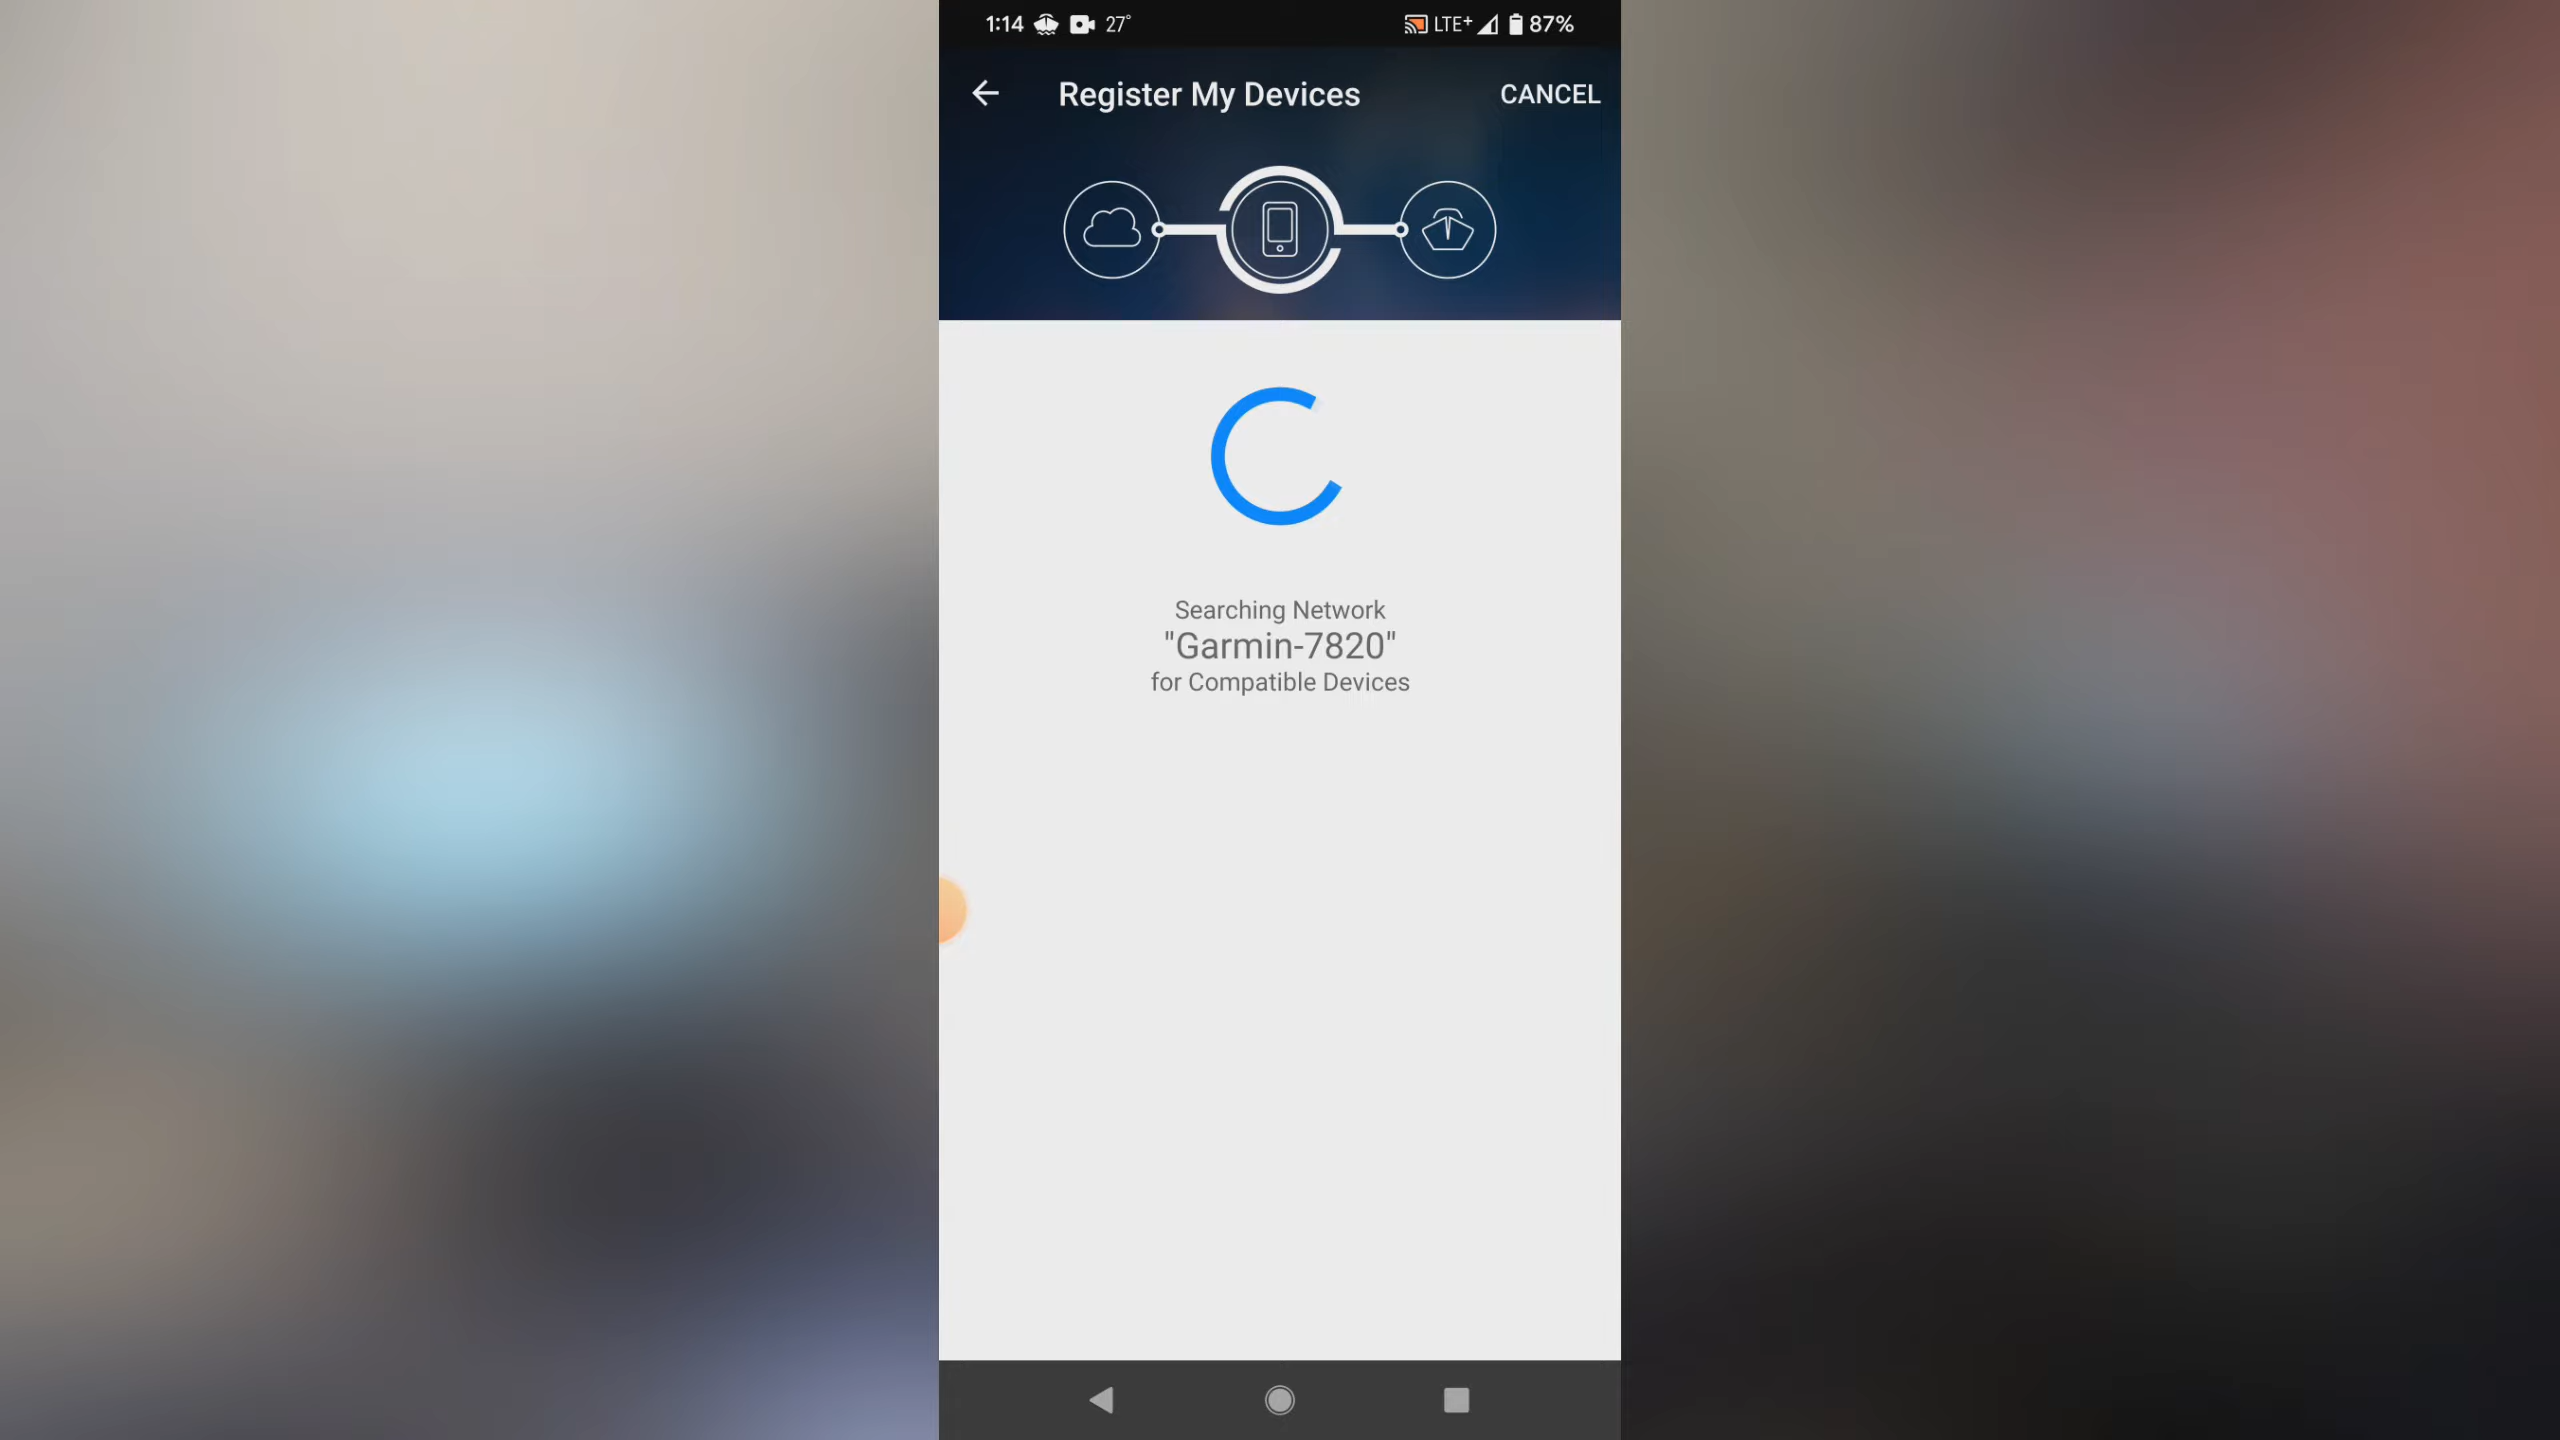 1:14 27° LTE+ 87%
Register My Devices CANCEL
Searching Network
"Garmin-7820"
for Compatible Devices